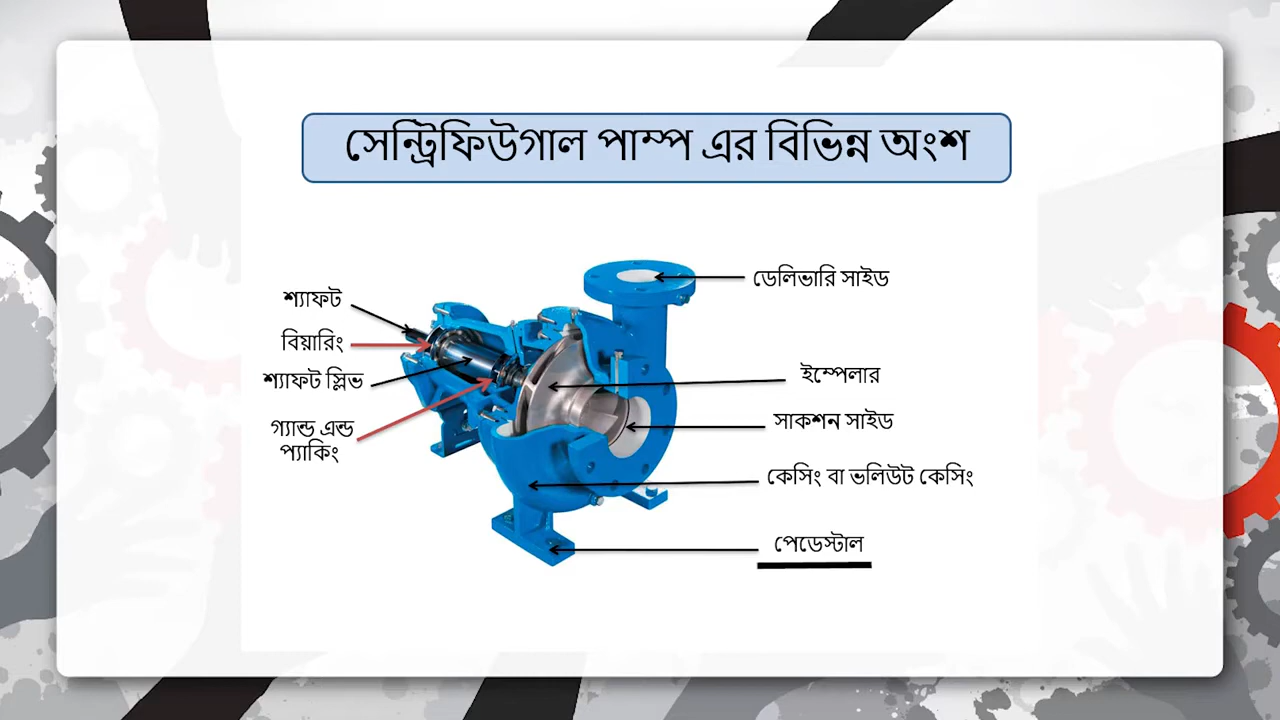 সেন্ট্রিফিউগাল পাম্প এর বিভিন্ন অংশ
শ্যাফট
বিয়ারিং
শ্যাফট স্লিভ
গ্যান্ড এন্ড
প্যাকিং
ডেলিভারি সাইড
ইম্পেলার
সাকশন সাইড
কেসিং বা ভলিউট কেসিং
পেডেস্টাল